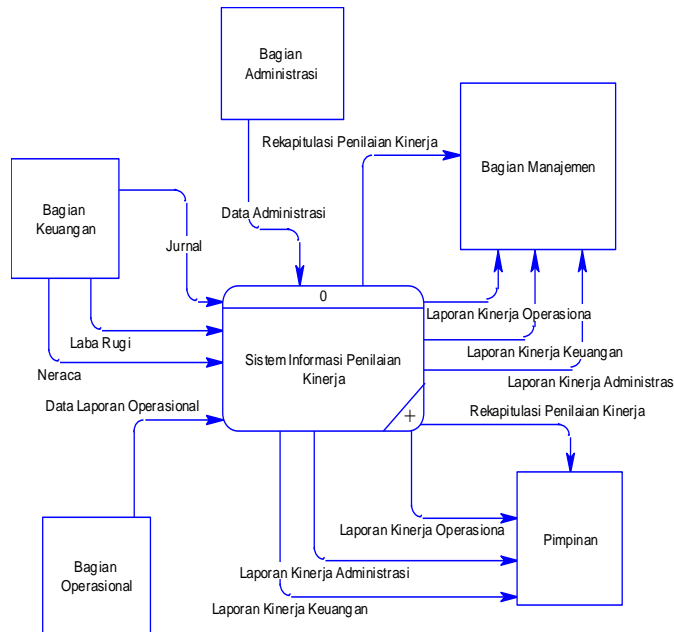 Bagian
Administrasi
Rekapitulasi Penilaian Kinerja
Bagian Manajemen
Bagian
Keuangan
Data Administrasi
Jurnal
0
Laporan Kinerja Operasiona
Laba Rugi
Laporan Kinerja Keuangan
Sistem Informasi Penilaian
Kinerja
Neraca
Laporan Kinerja Administras
Data Laporan Operasional
Rekapitulasi Penilaian Kinerja
+
Laporan Kinerja Operasiona
Pimpinan
Bagian
Operasional
Laporan Kinerja Administrasi
Laporan Kinerja Keuangan